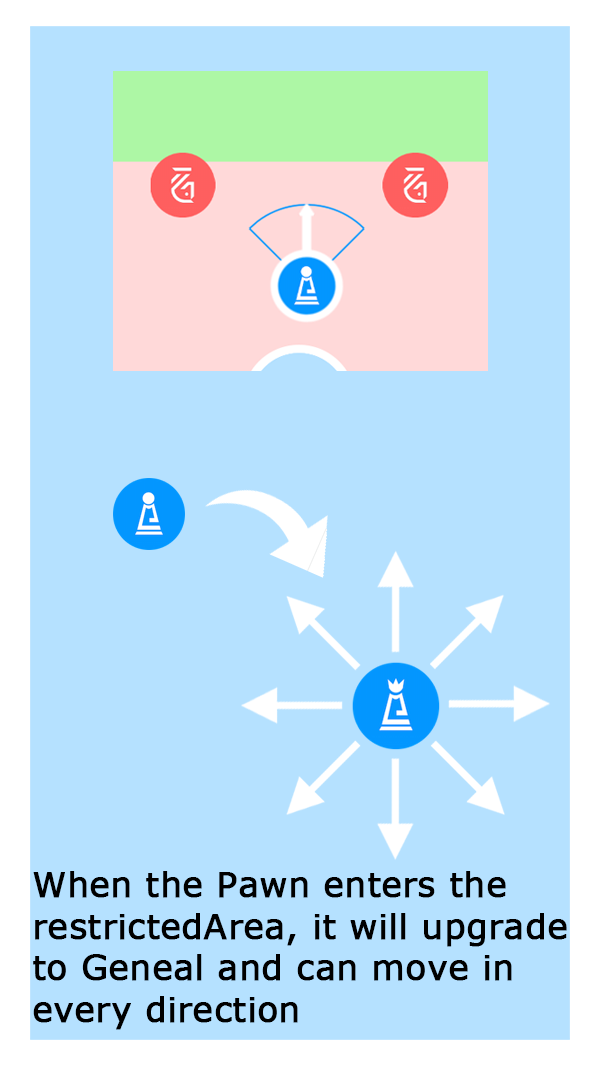 When the Pawn enters the
restrictedArea, it will upgrade
to Geneal and can move in
every direction